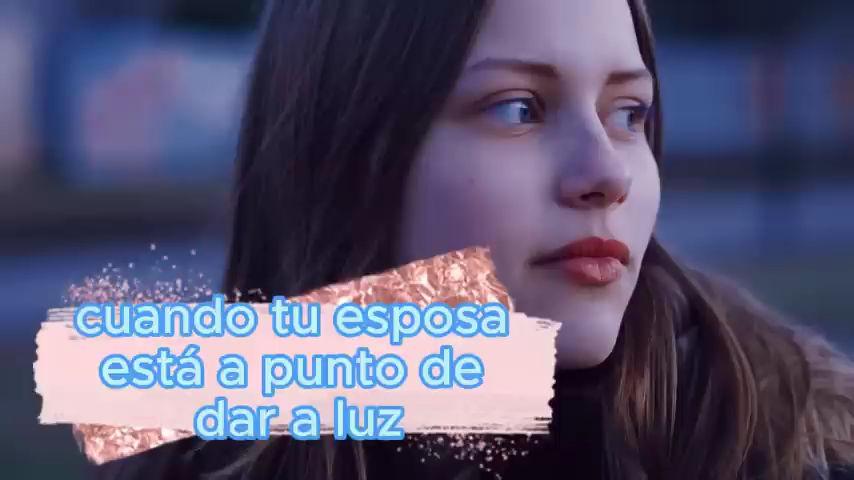 cuando tu esposa
está a punto de
dar a luz